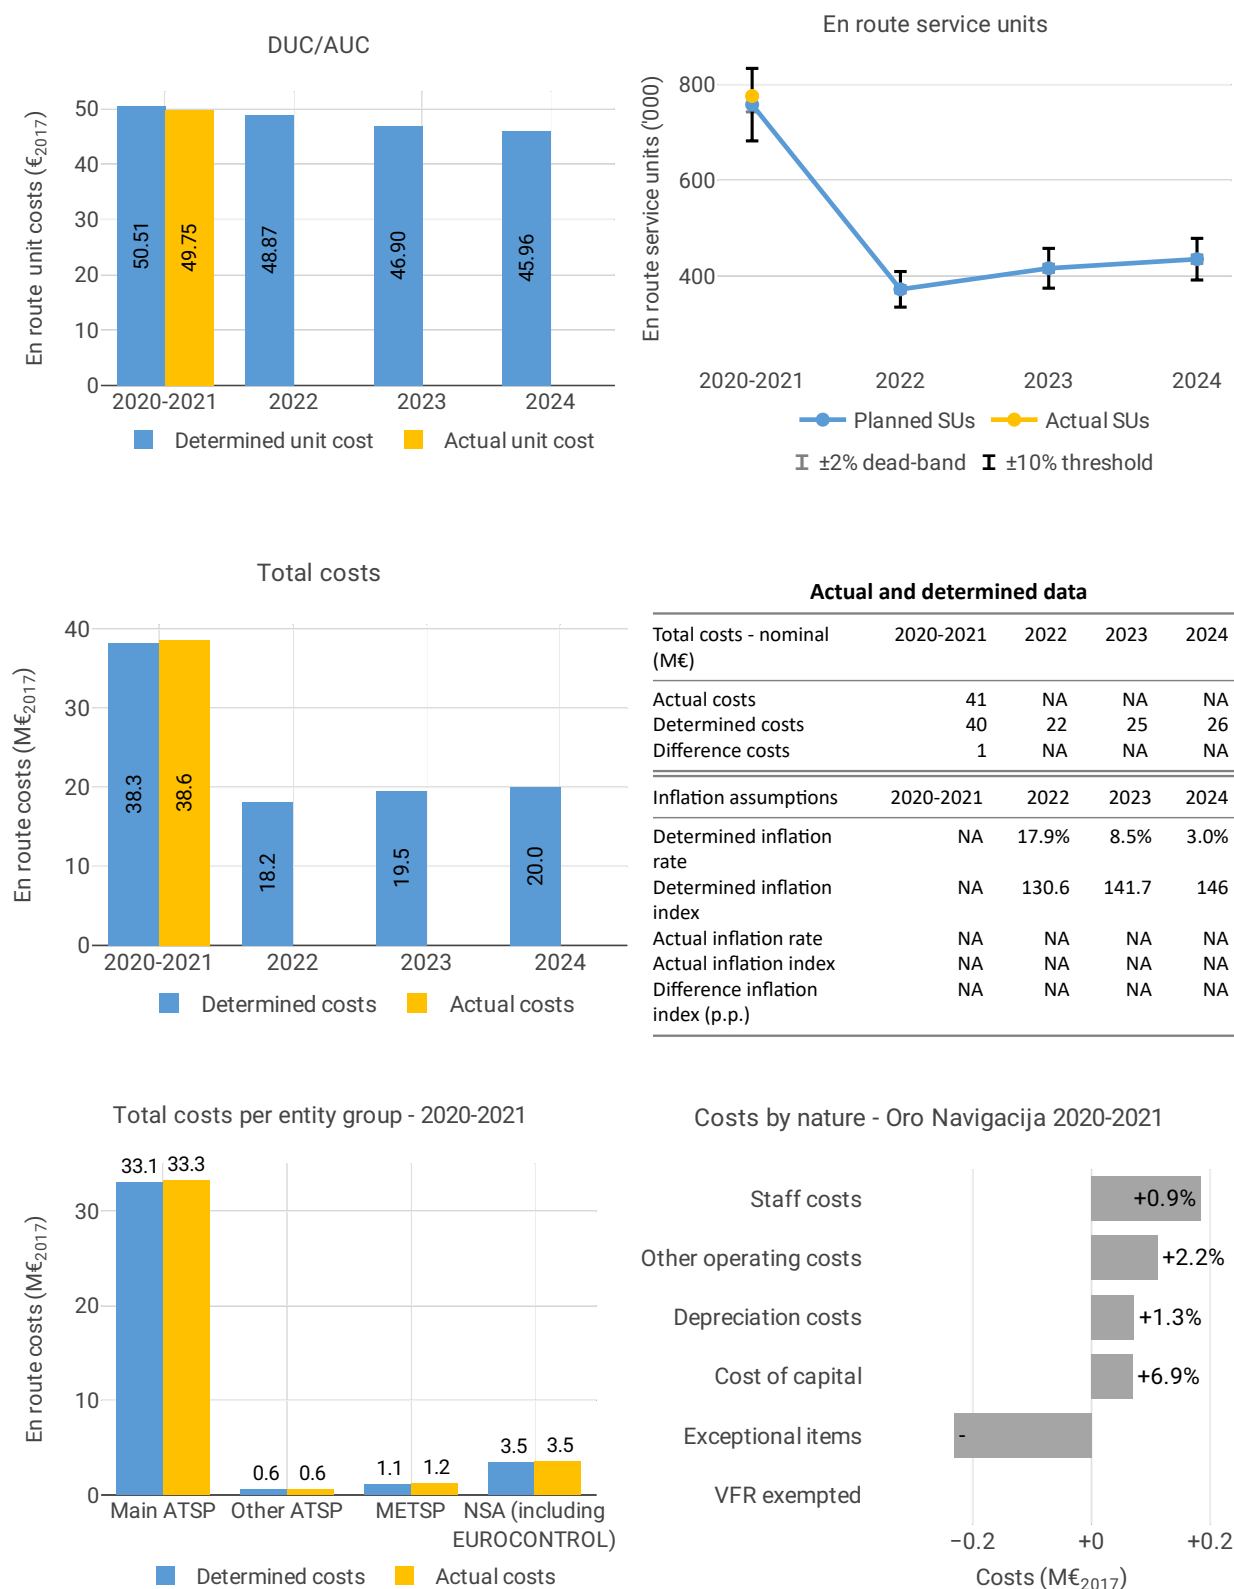 DUC/AUC
En route unit costs (€2017)
50
40
30
20
10
0
50.51
49.75
48.87
46.90
45.96
2020-2021
2022
2023
2024
Determined unit cost
Actual unit cost
En route service units
En route service units ('000)
800
600
400
2020-2021
2022
2023
2024
Planned SUs
Actual SUs
±2% dead-band
±10% threshold
Total costs
En route costs (M€2017)
40
30
20
10
0
38.3
38.6
18.2
19.5
20.0
2020-2021
2022
2023
2024
Determined costs
Actual costs
Actual and determined data
Total costs - nominal 2020-2021 2022 2023 2024
(M€)
Actual costs 41 NA NA NA
Determined costs 40 22 25 26
Difference costs 1 NA NA NA
Inflation assumptions 2020-2021 2022 2023 2024
Determined inflation NA 17.9% 8.5% 3.0%
rate
Determined inflation NA 130.6 141.7 146
index
Actual inflation rate NA NA NA NA
Actual inflation index NA NA NA NA
Difference inflation NA NA NA NA
index (p.p.)
Total costs per entity group - 2020-2021
En route costs (M€2017)
30
20
10
0
33.1
33.3
0.6
0.6
1.1
1.2
3.5
3.5
Main ATSP
Other ATSP
METSP
NSA (including
EUROCONTROL)
Determined costs
Actual costs
Costs by nature - Oro Navigacija 2020-2021
Staff costs
+0.9%
Other operating costs
+2.2%
Depreciation costs
+1.3%
Cost of capital
+6.9%
Exceptional items
-
VFR exempted
−0.2
+0
+0.2
Costs (M€2017)